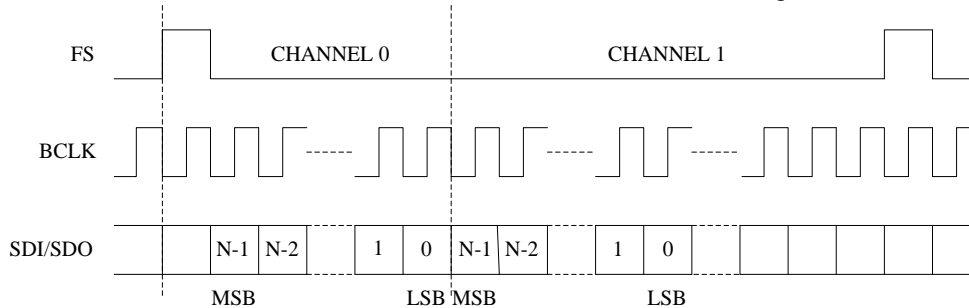 FS CHANNEL 0 CHANNEL 1
BCLK
SDI/SDO N-1 N-2 1 0 N-1 N-2 1 0
MSB LSB MSB LSB